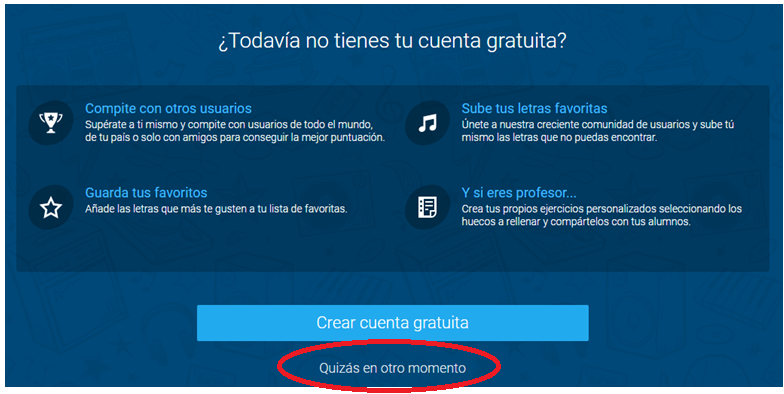 ¿Todavía no tienes tu cuenta gratuita?
Compite con otros usuarios
Supérate a ti mismo y compite con usuarios de todo el mundo,
de tu país o solo con amigos para conseguir la mejor puntuación.
Sube tus letras favoritas
Únete a nuestra creciente comunidad de usuarios y sube tú
mismo las letras que no puedas encontrar.
Guarda tus favoritos
Añade las letras que más te gusten a tu lista de favoritas.
Y si eres profesor...
Crea tus propios ejercicios personalizados seleccionando los
huecos a rellenar y compártelos con tus alumnos.
Crear cuenta gratuita
Quizás en otro momento